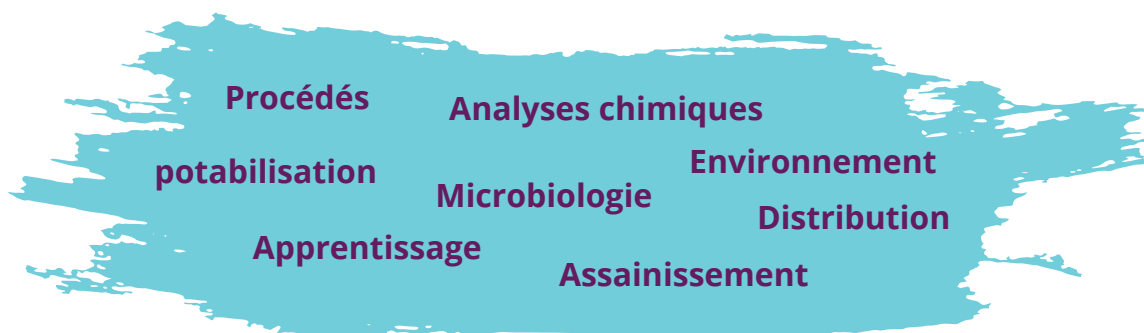 Procédés
Analyses chimiques
potabilisation
Environnement
Microbiologie
Distribution
Apprentissage
Assainissement